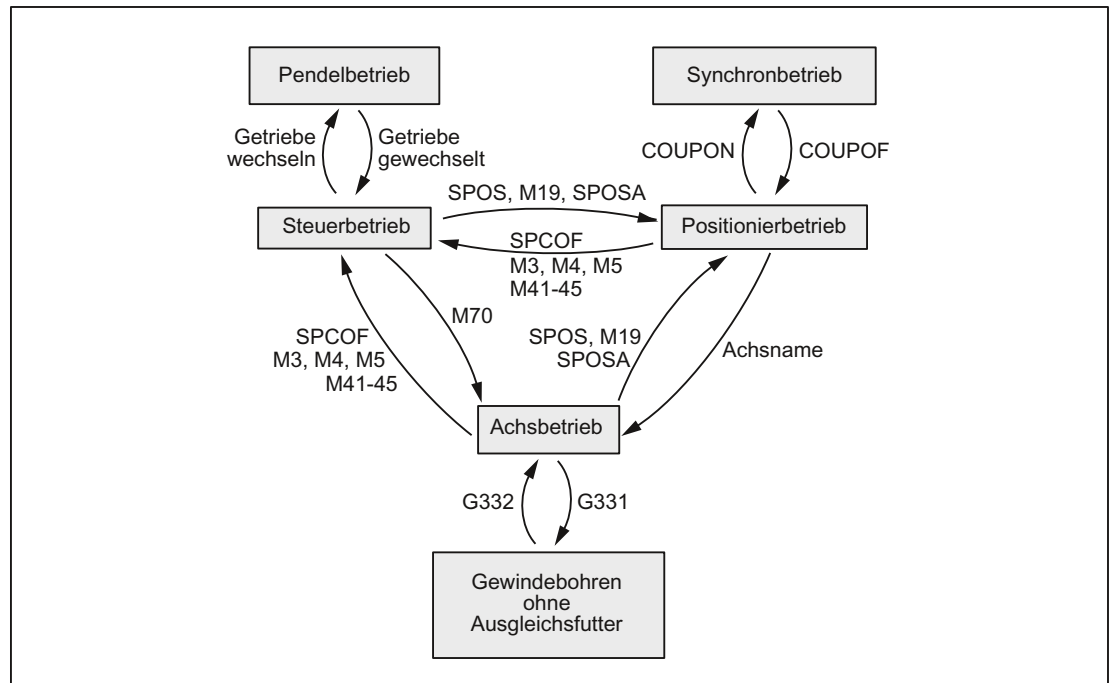 Pendelbetrieb
Synchronbetrieb
Getriebe
wechseln
Getriebe
gewechselt
COUPON
COUPOF
SPOS, M19, SPOSA
Steuerbetrieb
Positionierbetrieb
SPCOF
M3, M4, M5
M41-45
M70
SPCOF
M3, M4, M5
M41-45
SPOS, M19
SPOSA
Achsname
Achsbetrieb
G332
G331
Gewindebohren
ohne
Ausgleichsfutter